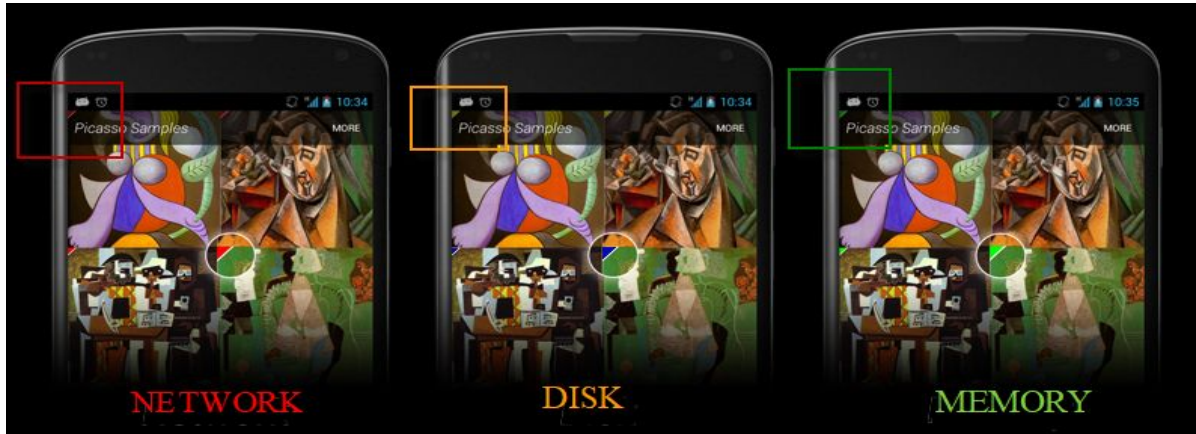 10:34
Picasso Samples
MORE
10:34
Picasso Samples
MORE
10:35
Picasso Samples
MORE
NETWORK
DISK
MEMORY